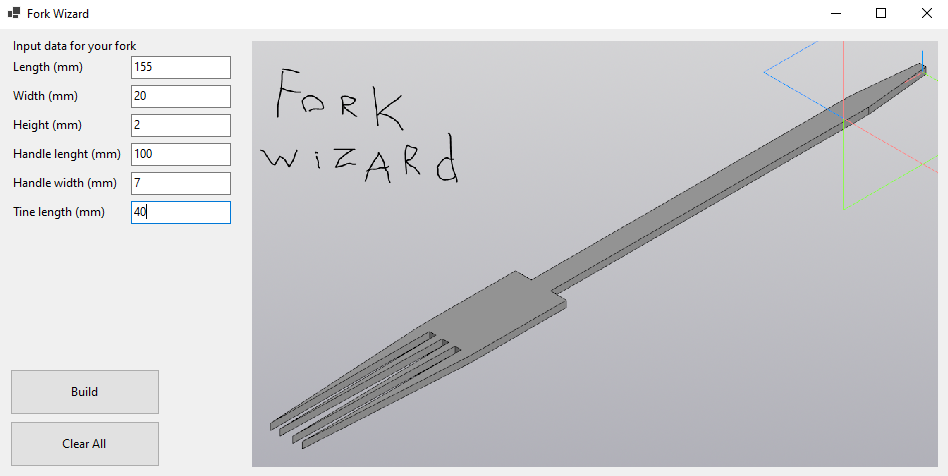 Fork Wizard
Input data for your fork
Length (mm) 155
Width (mm) 20
Height (mm) 2
Handle lenght (mm) 100
Handle width (mm) 7
Tine length (mm) 40
Build
Clear All
FORK
WiZARd